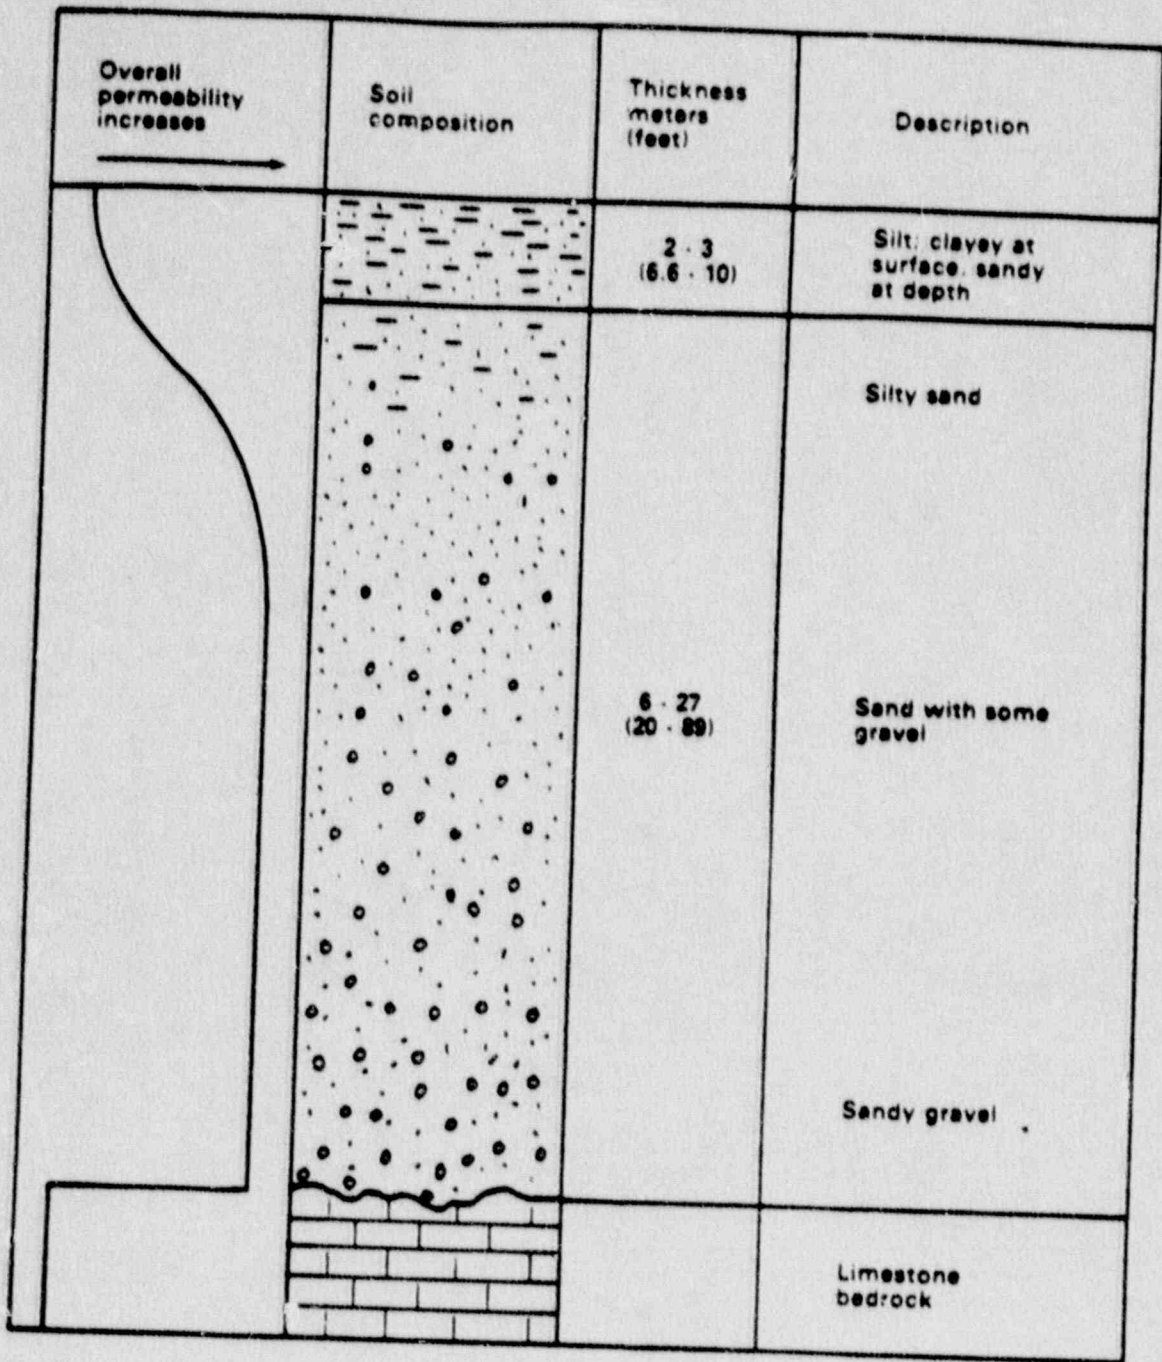 Overall
permeability
increases
Soil
composition
Thickness
meters
(feet)
Description
2 - 3
(6.6 - 10)
Silt: clayey at
surface, sandy
at depth
Silty sand
6 - 27
(20 - 89)
Sand with some
gravel
Sandy gravel
Limestone
bedrock